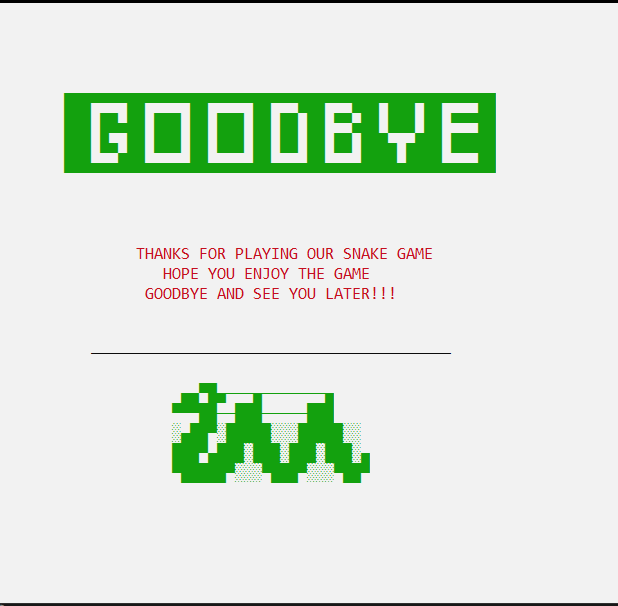 GOODBYE
THANKS FOR PLAYING OUR SNAKE GAME
HOPE YOU ENJOY THE GAME
GOODBYE AND SEE YOU LATER!!!